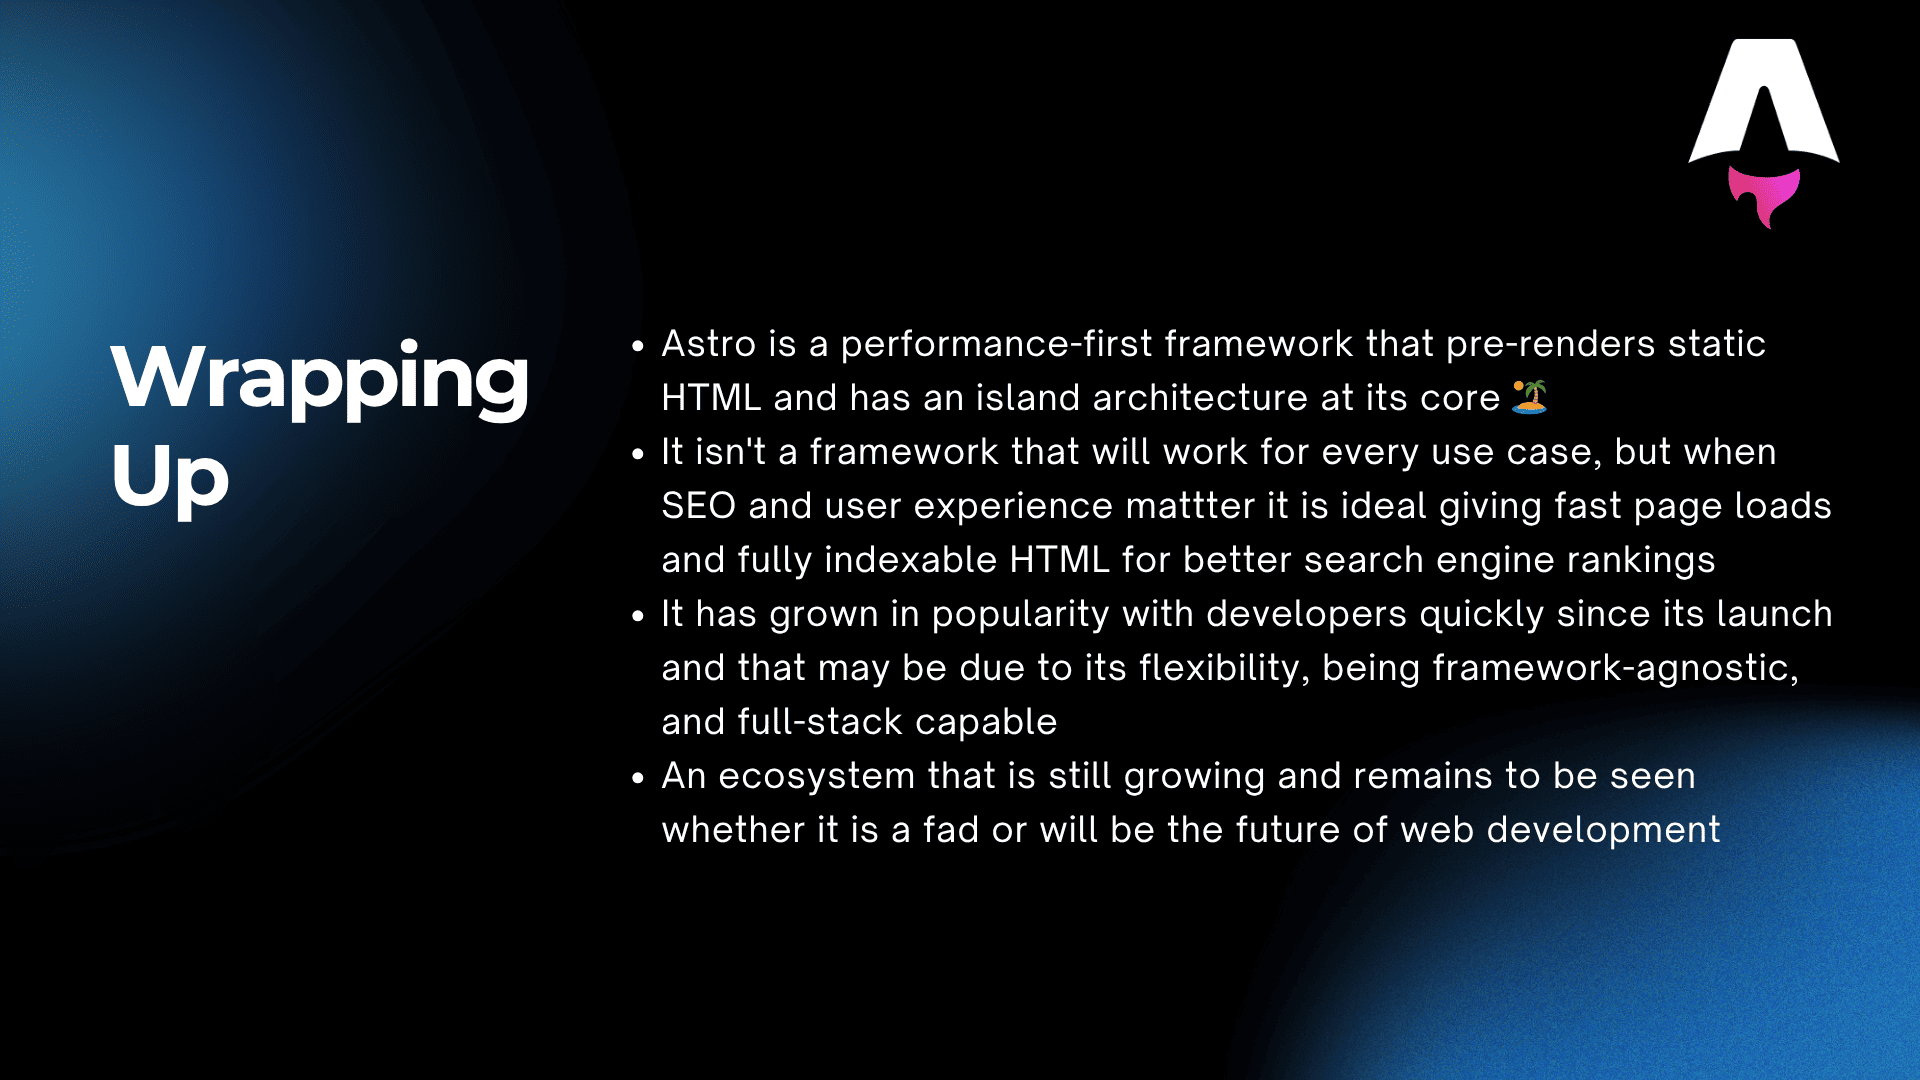 Wrapping
Up
• Astro is a performance-first framework that pre-renders static
HTML and has an island architecture at its core 🏝️
• It isn't a framework that will work for every use case, but when
SEO and user experience mattter it is ideal giving fast page loads
and fully indexable HTML for better search engine rankings
• It has grown in popularity with developers quickly since its launch
and that may be due to its flexibility, being framework-agnostic,
and full-stack capable
• An ecosystem that is still growing and remains to be seen
whether it is a fad or will be the future of web development